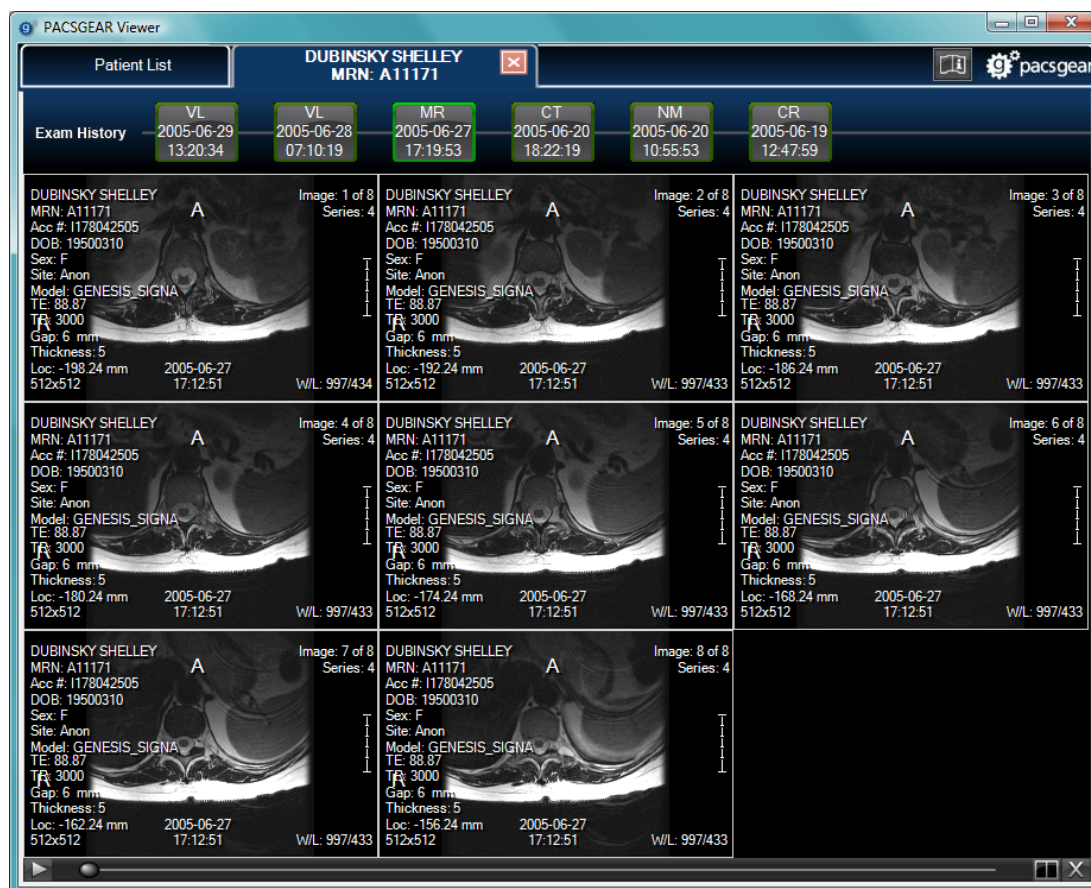 PACSGEAR Viewer
Patient List
DUBINSKY SHELLEY
MRN: A11171
pacsgear
Exam History
VL
2005-06-29
13:20:34
VL
2005-06-28
07:10:19
MR
2005-06-27
17:19:53
CT
2005-06-20
18:22:19
NM
2005-06-20
10:55:53
CR
2005-06-19
12:47:59
DUBINSKY SHELLEY
MRN: A11171
Acc #: I178042505
DOB: 19500310
Sex: F
Site: Anon
Model: GENESIS_SIGNA
TE: 88.87
TR: 3000
Gap: 6 mm
Thickness: 5
Loc: -198.24 mm
512x512
A
R
Image: 1 of 8
Series: 4
2005-06-27
17:12:51
W/L: 997/434
DUBINSKY SHELLEY
MRN: A11171
Acc #: I178042505
DOB: 19500310
Sex: F
Site: Anon
Model: GENESIS_SIGNA
TE: 88.87
TR: 3000
Gap: 6 mm
Thickness: 5
Loc: -192.24 mm
512x512
A
R
Image: 2 of 8
Series: 4
2005-06-27
17:12:51
W/L: 997/433
DUBINSKY SHELLEY
MRN: A11171
Acc #: I178042505
DOB: 19500310
Sex: F
Site: Anon
Model: GENESIS_SIGNA
TE: 88.87
TR: 3000
Gap: 6 mm
Thickness: 5
Loc: -186.24 mm
512x512
A
R
Image: 3 of 8
Series: 4
2005-06-27
17:12:51
W/L: 997/433
DUBINSKY SHELLEY
MRN: A11171
Acc #: I178042505
DOB: 19500310
Sex: F
Site: Anon
Model: GENESIS_SIGNA
TE: 88.87
TR: 3000
Gap: 6 mm
Thickness: 5
Loc: -180.24 mm
512x512
A
R
Image: 4 of 8
Series: 4
2005-06-27
17:12:51
W/L: 997/433
DUBINSKY SHELLEY
MRN: A11171
Acc #: I178042505
DOB: 19500310
Sex: F
Site: Anon
Model: GENESIS_SIGNA
TE: 88.87
TR: 3000
Gap: 6 mm
Thickness: 5
Loc: -174.24 mm
512x512
A
R
Image: 5 of 8
Series: 4
2005-06-27
17:12:51
W/L: 997/433
DUBINSKY SHELLEY
MRN: A11171
Acc #: I178042505
DOB: 19500310
Sex: F
Site: Anon
Model: GENESIS_SIGNA
TE: 88.87
TR: 3000
Gap: 6 mm
Thickness: 5
Loc: -168.24 mm
512x512
A
R
Image: 6 of 8
Series: 4
2005-06-27
17:12:51
W/L: 997/433
DUBINSKY SHELLEY
MRN: A11171
Acc #: I178042505
DOB: 19500310
Sex: F
Site: Anon
Model: GENESIS_SIGNA
TE: 88.87
TR: 3000
Gap: 6 mm
Thickness: 5
Loc: -162.24 mm
512x512
A
R
Image: 7 of 8
Series: 4
2005-06-27
17:12:51
W/L: 997/433
DUBINSKY SHELLEY
MRN: A11171
Acc #: I178042505
DOB: 19500310
Sex: F
Site: Anon
Model: GENESIS_SIGNA
TE: 88.87
TR: 3000
Gap: 6 mm
Thickness: 5
Loc: -156.24 mm
512x512
A
R
Image: 8 of 8
Series: 4
2005-06-27
17:12:51
W/L: 997/433